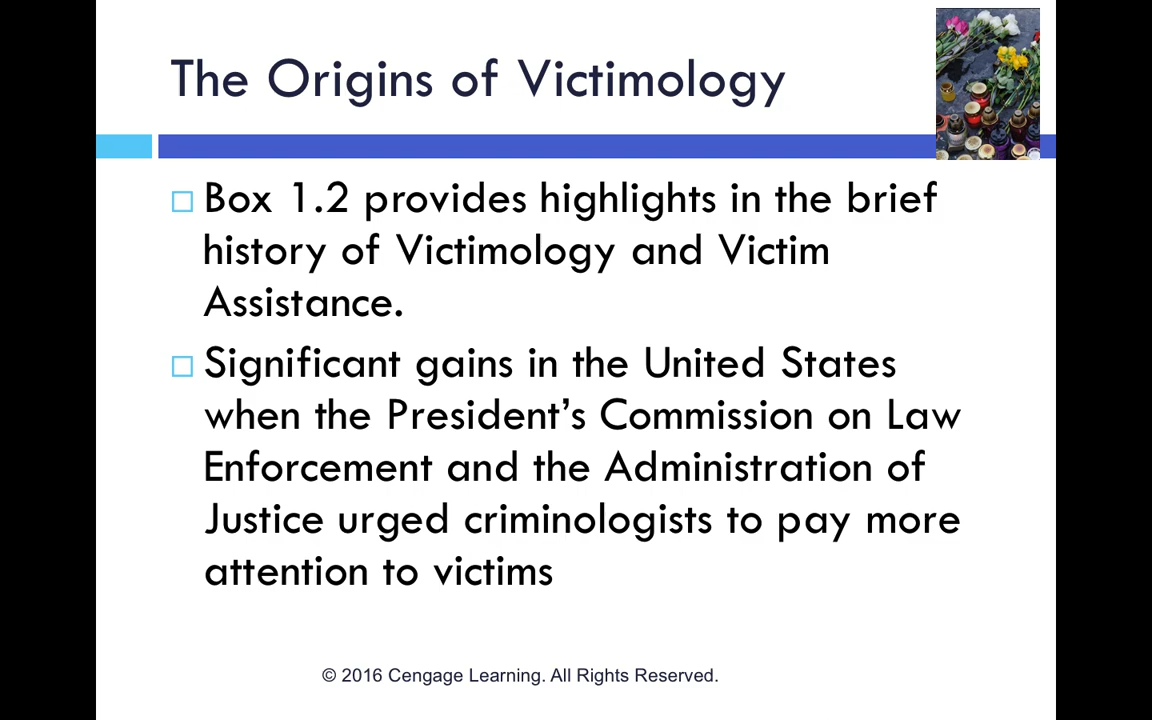 The Origins of Victimology
Box 1.2 provides highlights in the brief
history of Victimology and Victim
Assistance.
Significant gains in the United States
when the President’s Commission on Law
Enforcement and the Administration of
Justice urged criminologists to pay more
attention to victims
© 2016 Cengage Learning. All Rights Reserved.